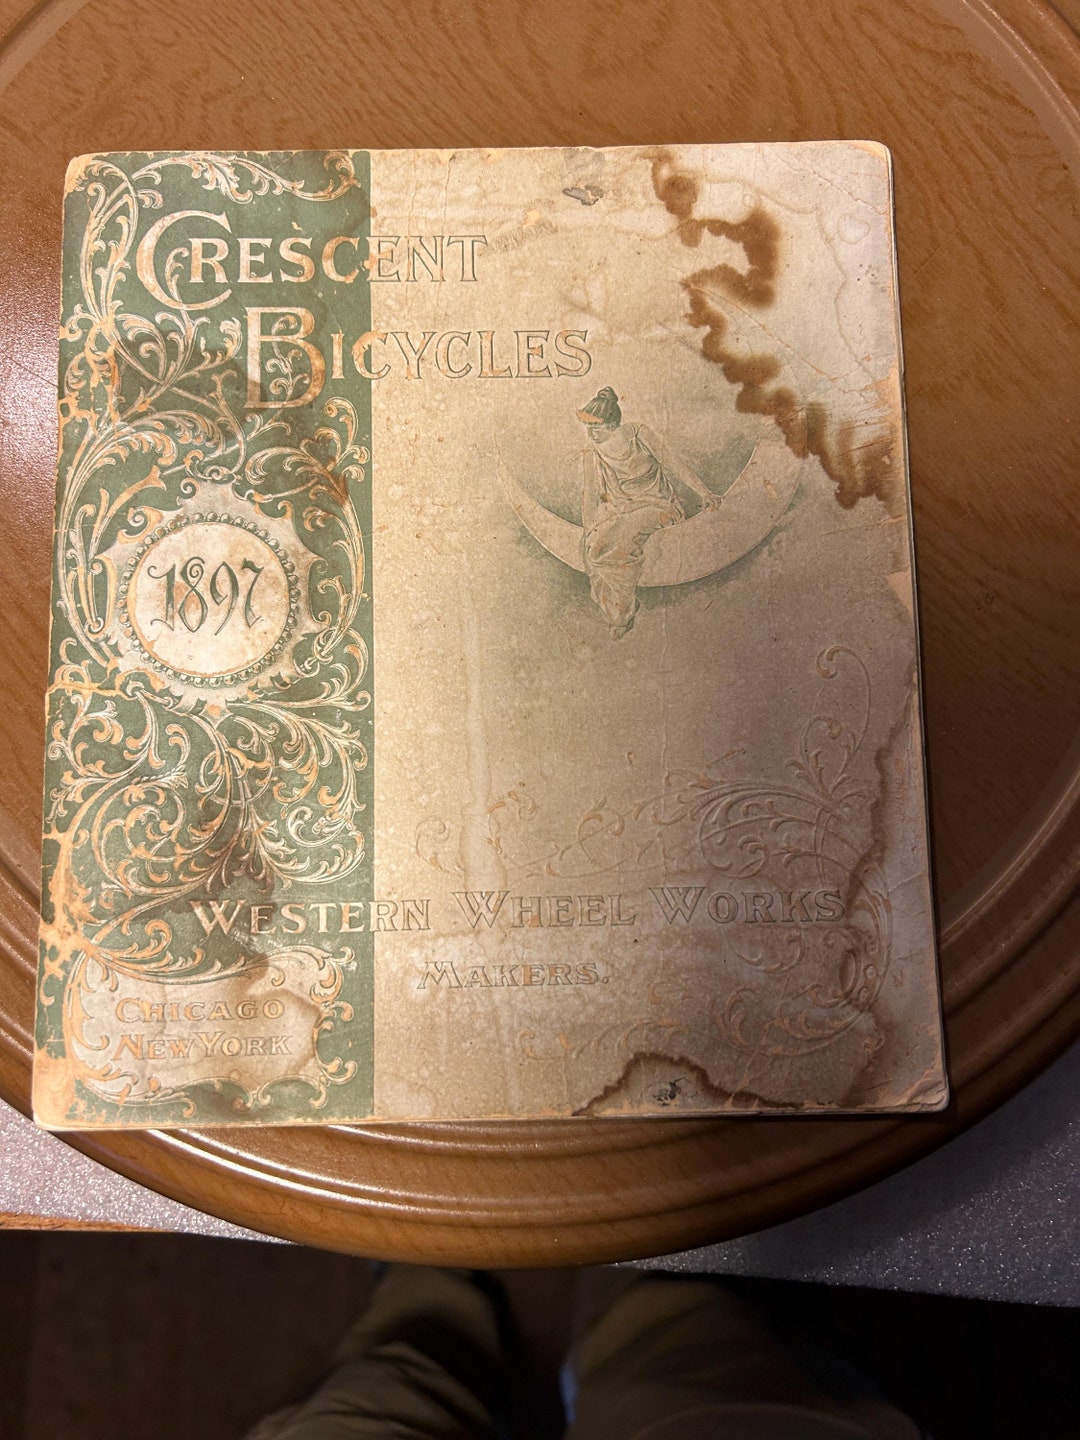 CRESCENT
BICYCLES
1897
WESTERN WHEEL WORKS
MAKERS.
CHICAGO
NEW YORK